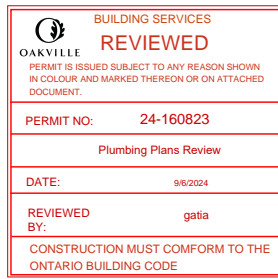 BUILDING SERVICES
OAKVILLE
REVIEWED
PERMIT IS ISSUED SUBJECT TO ANY REASON SHOWN
IN COLOUR AND MARKED THEREON OR ON ATTACHED
DOCUMENT.
PERMIT NO: 24-160823
Plumbing Plans Review
DATE: 9/6/2024
REVIEWED
BY: gatia
CONSTRUCTION MUST COMFORM TO THE
ONTARIO BUILDING CODE